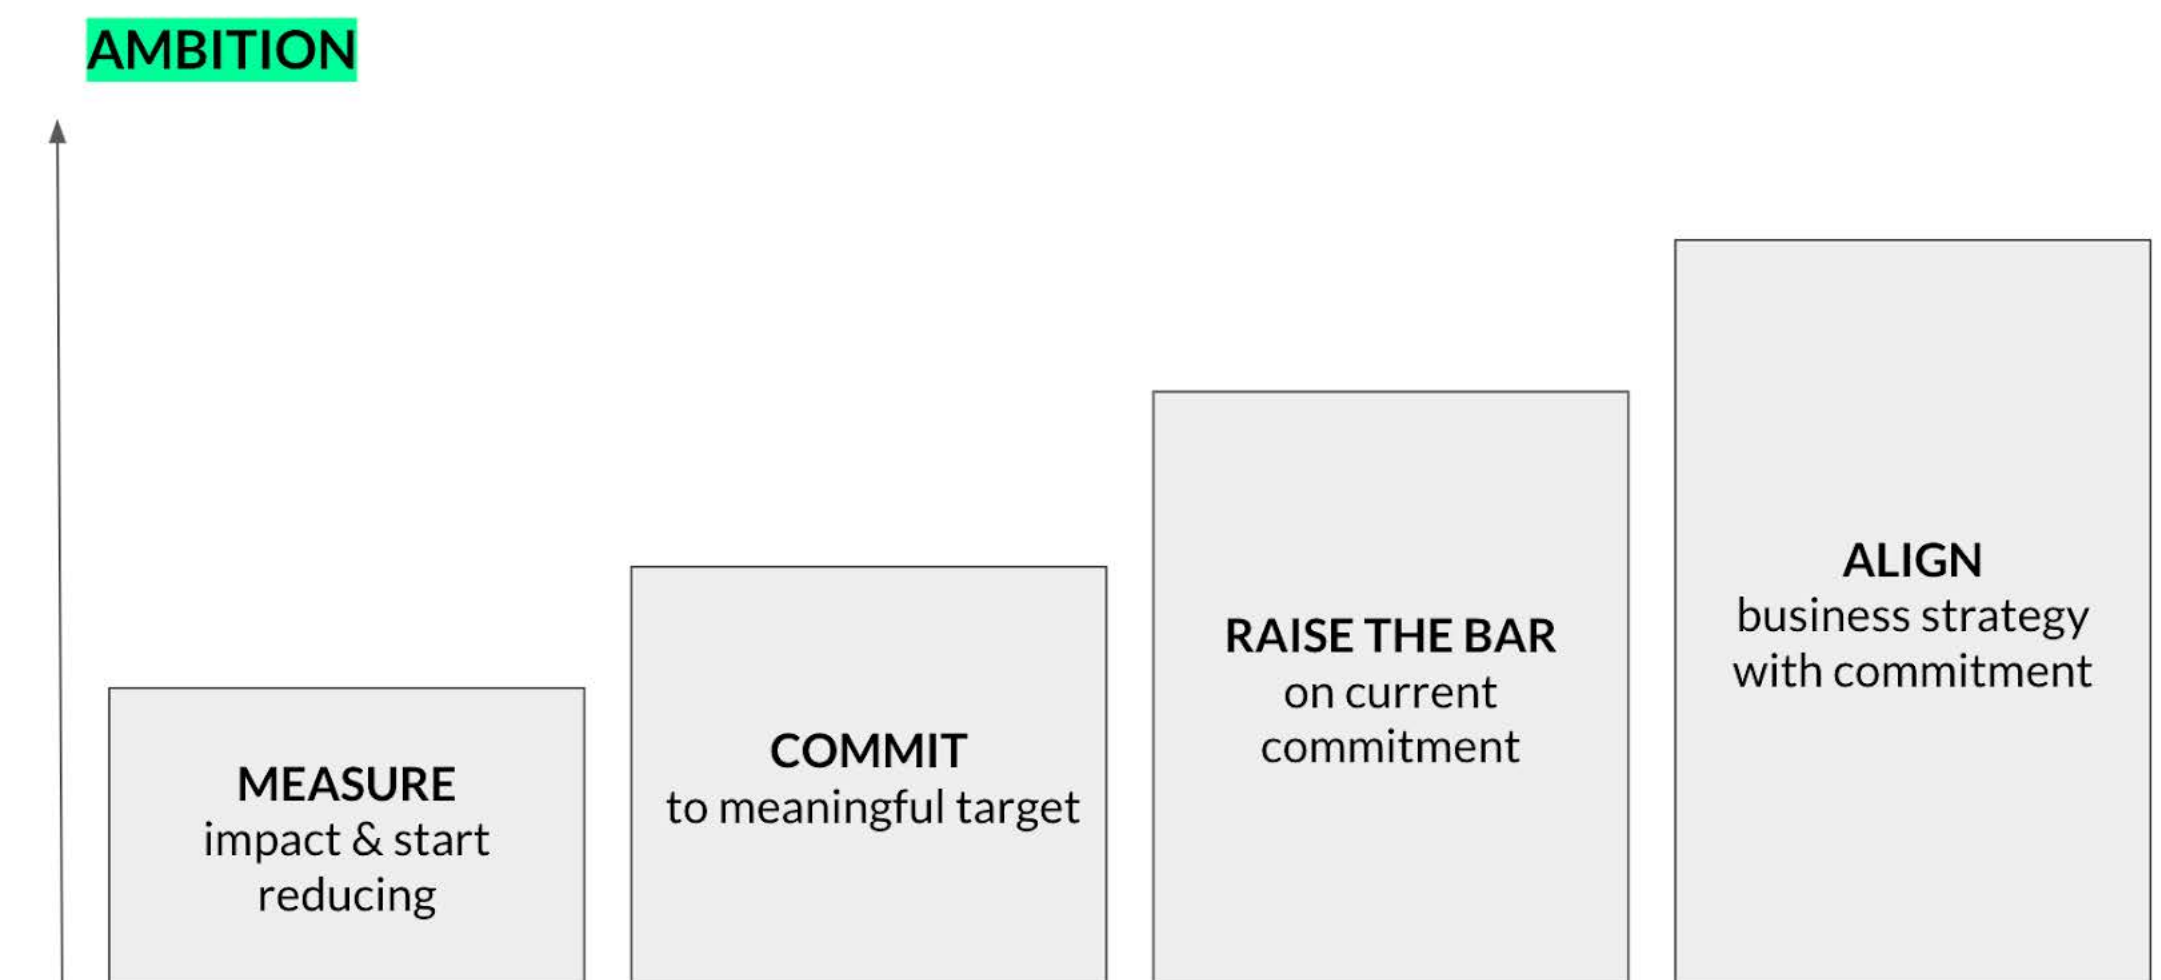 AMBITION
MEASURE
impact & start
reducing
COMMIT
to meaningful target
RAISE THE BAR
on current
commitment
ALIGN
business strategy
with commitment